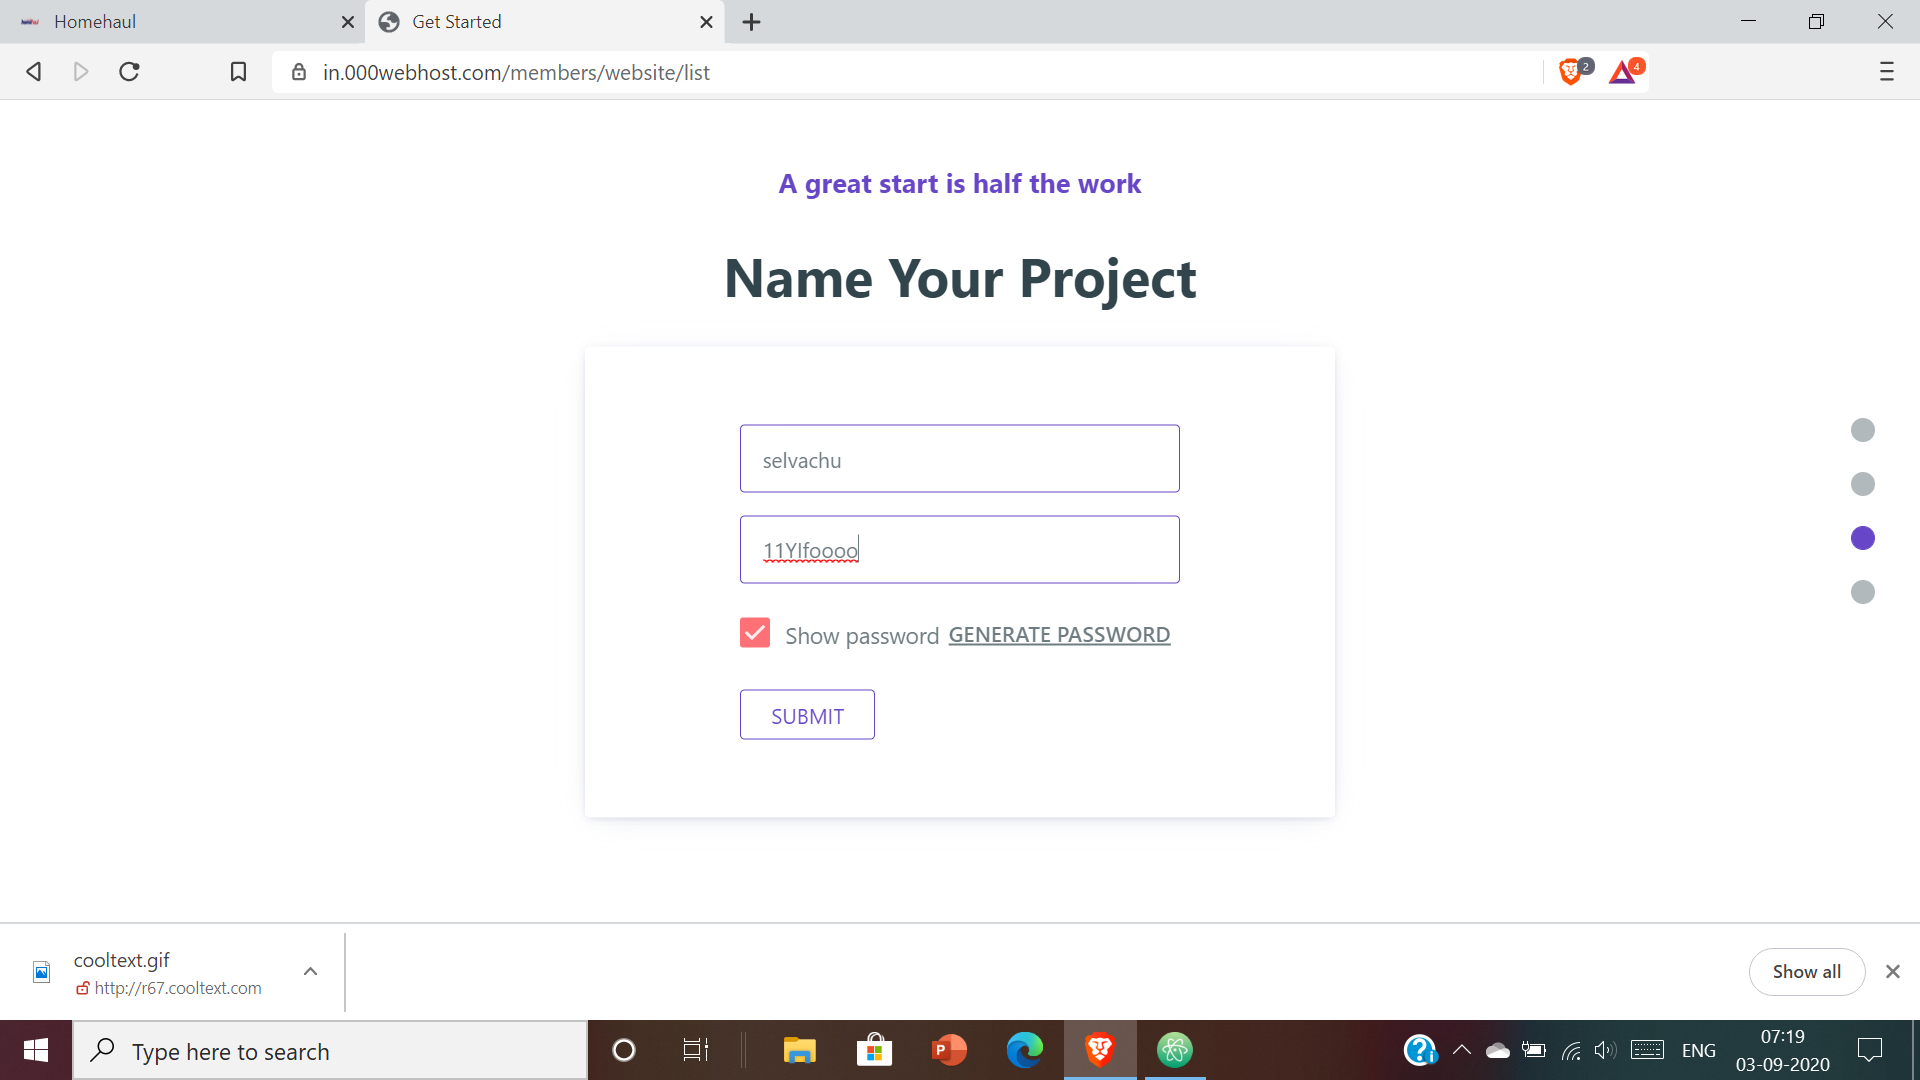 Homehaul
Get Started
in.000webhost.com/members/website/list
2
4
A great start is half the work
Name Your Project
selvachu
11YIfoooo
Show password GENERATE PASSWORD
SUBMIT
cooltext.gif
http://r67.cooltext.com
Show all
Type here to search
ENG
07:19
03-09-2020